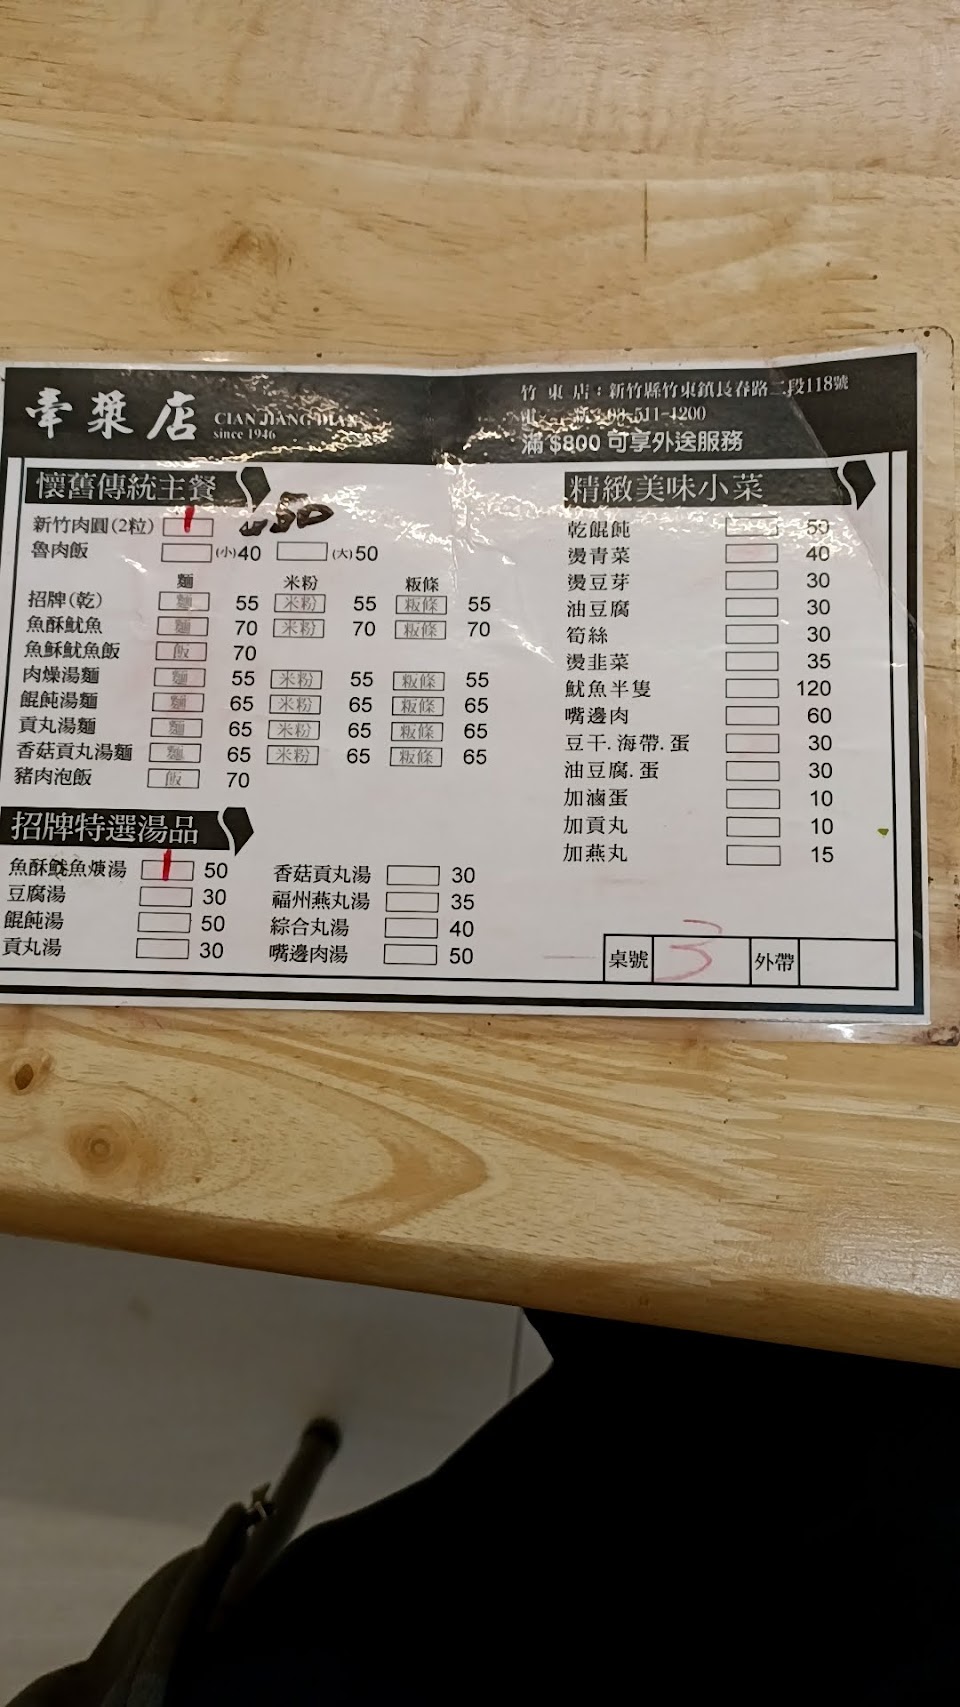 牽漿店 CIAN JIANG DIAN
since 1946
竹東店：新竹縣竹東鎮長春路二段118號
電 話：03-511-1200
滿$800可享外送服務
懷舊傳統主餐
新竹肉圓(2粒)
魯肉飯 (小)40 (大)50
麵 米粉 粄條
招牌(乾) 麵 55 米粉 55 粄條 55
魚酥魷魚 麵 70 米粉 70 粄條 70
魚酥魷魚飯 飯 70
肉燥湯麵 麵 55 米粉 55 粄條 55
餛飩湯麵 麵 65 米粉 65 粄條 65
貢丸湯麵 麵 65 米粉 65 粄條 65
香菇貢丸湯麵 麵 65 米粉 65 粄條 65
豬肉泡飯 飯 70
招牌特選湯品
魚酥魷魚焿湯 50
豆腐湯 30
餛飩湯 50
貢丸湯 30
香菇貢丸湯 30
福州燕丸湯 35
綜合丸湯 40
嘴邊肉湯 50
精緻美味小菜
乾餛飩 50
燙青菜 40
燙豆芽 30
油豆腐 30
筍絲 30
燙韭菜 35
魷魚半隻 120
嘴邊肉 60
豆干.海帶.蛋 30
油豆腐.蛋 30
加滷蛋 10
加貢丸 10
加燕丸 15
桌號 3 外帶